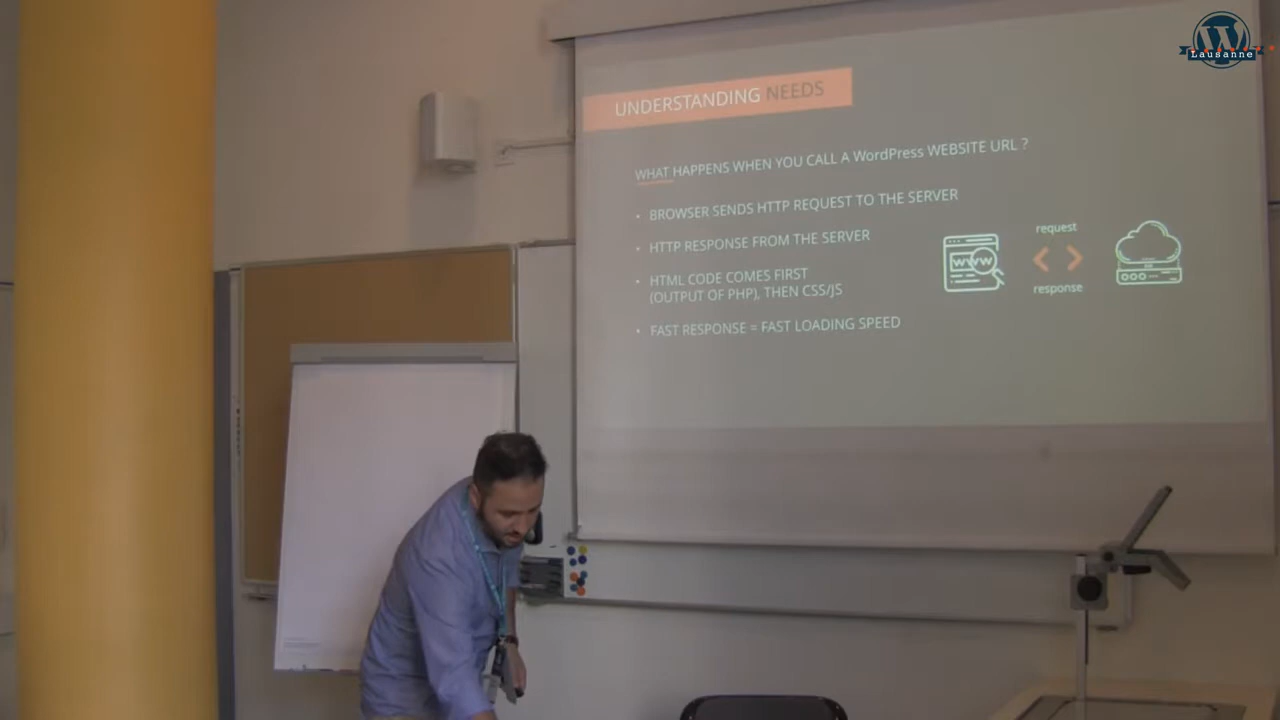 Lausanne
UNDERSTANDING NEEDS
WHAT HAPPENS WHEN YOU CALL A WordPress WEBSITE URL ?
• BROWSER SENDS HTTP REQUEST TO THE SERVER
• HTTP RESPONSE FROM THE SERVER
• HTML CODE COMES FIRST
(OUTPUT OF PHP), THEN CSS/JS
• FAST RESPONSE = FAST LOADING SPEED
www
request
< >
response